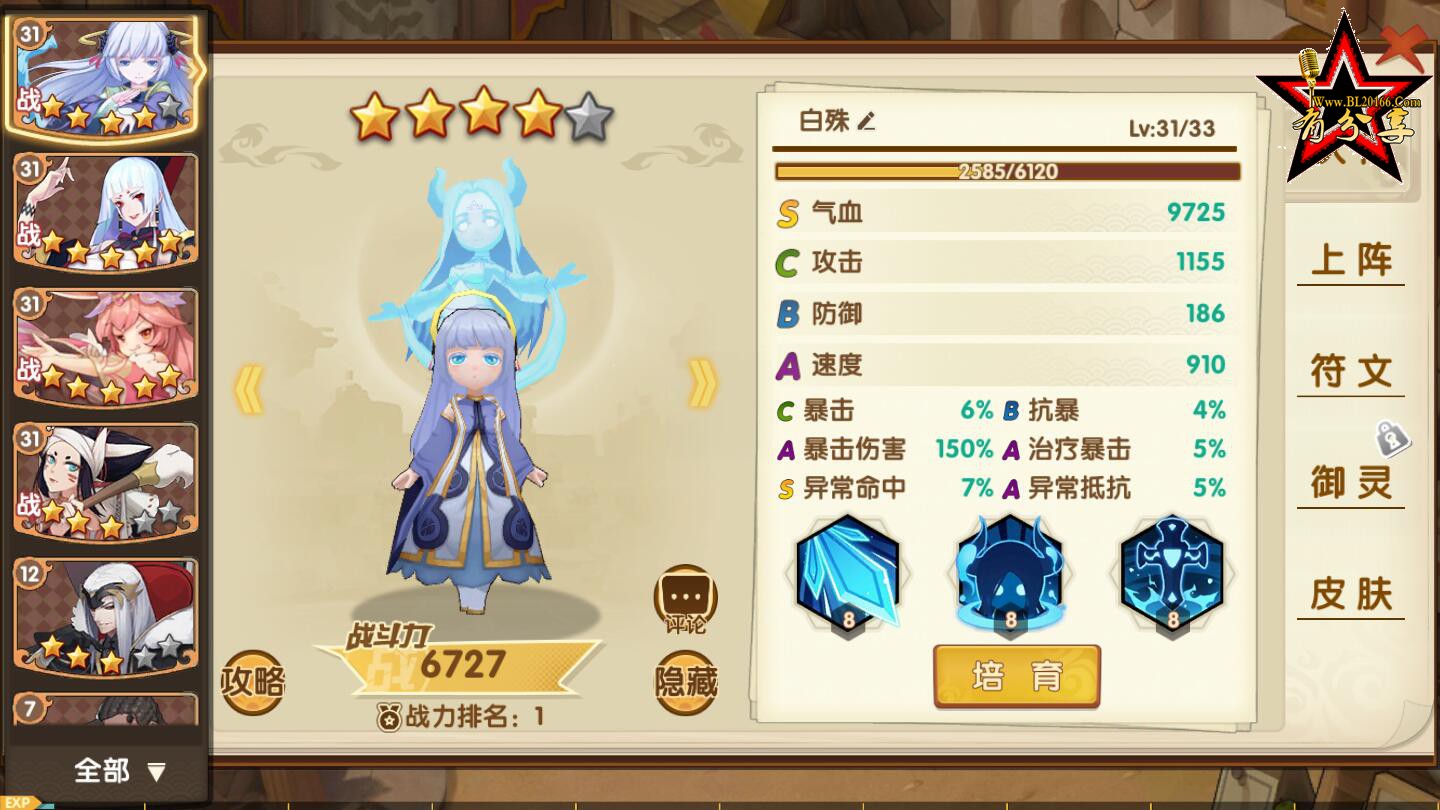 31
战
31
战
31
战
31
战
12
7
全部 ▼
EXP
战斗力
6727
战力排名：1
攻略
评论
隐藏
白殊
Lv:31/33
2585/6120
S 气血 9725
C 攻击 1155
B 防御 186
A 速度 910
C 暴击 6% B 抗暴 4%
A 暴击伤害 150% A 治疗暴击 5%
S 异常命中 7% A 异常抵抗 5%
8 8 8
培育
Www.BL20166.Com
有分享
上阵
符文
御灵
皮肤